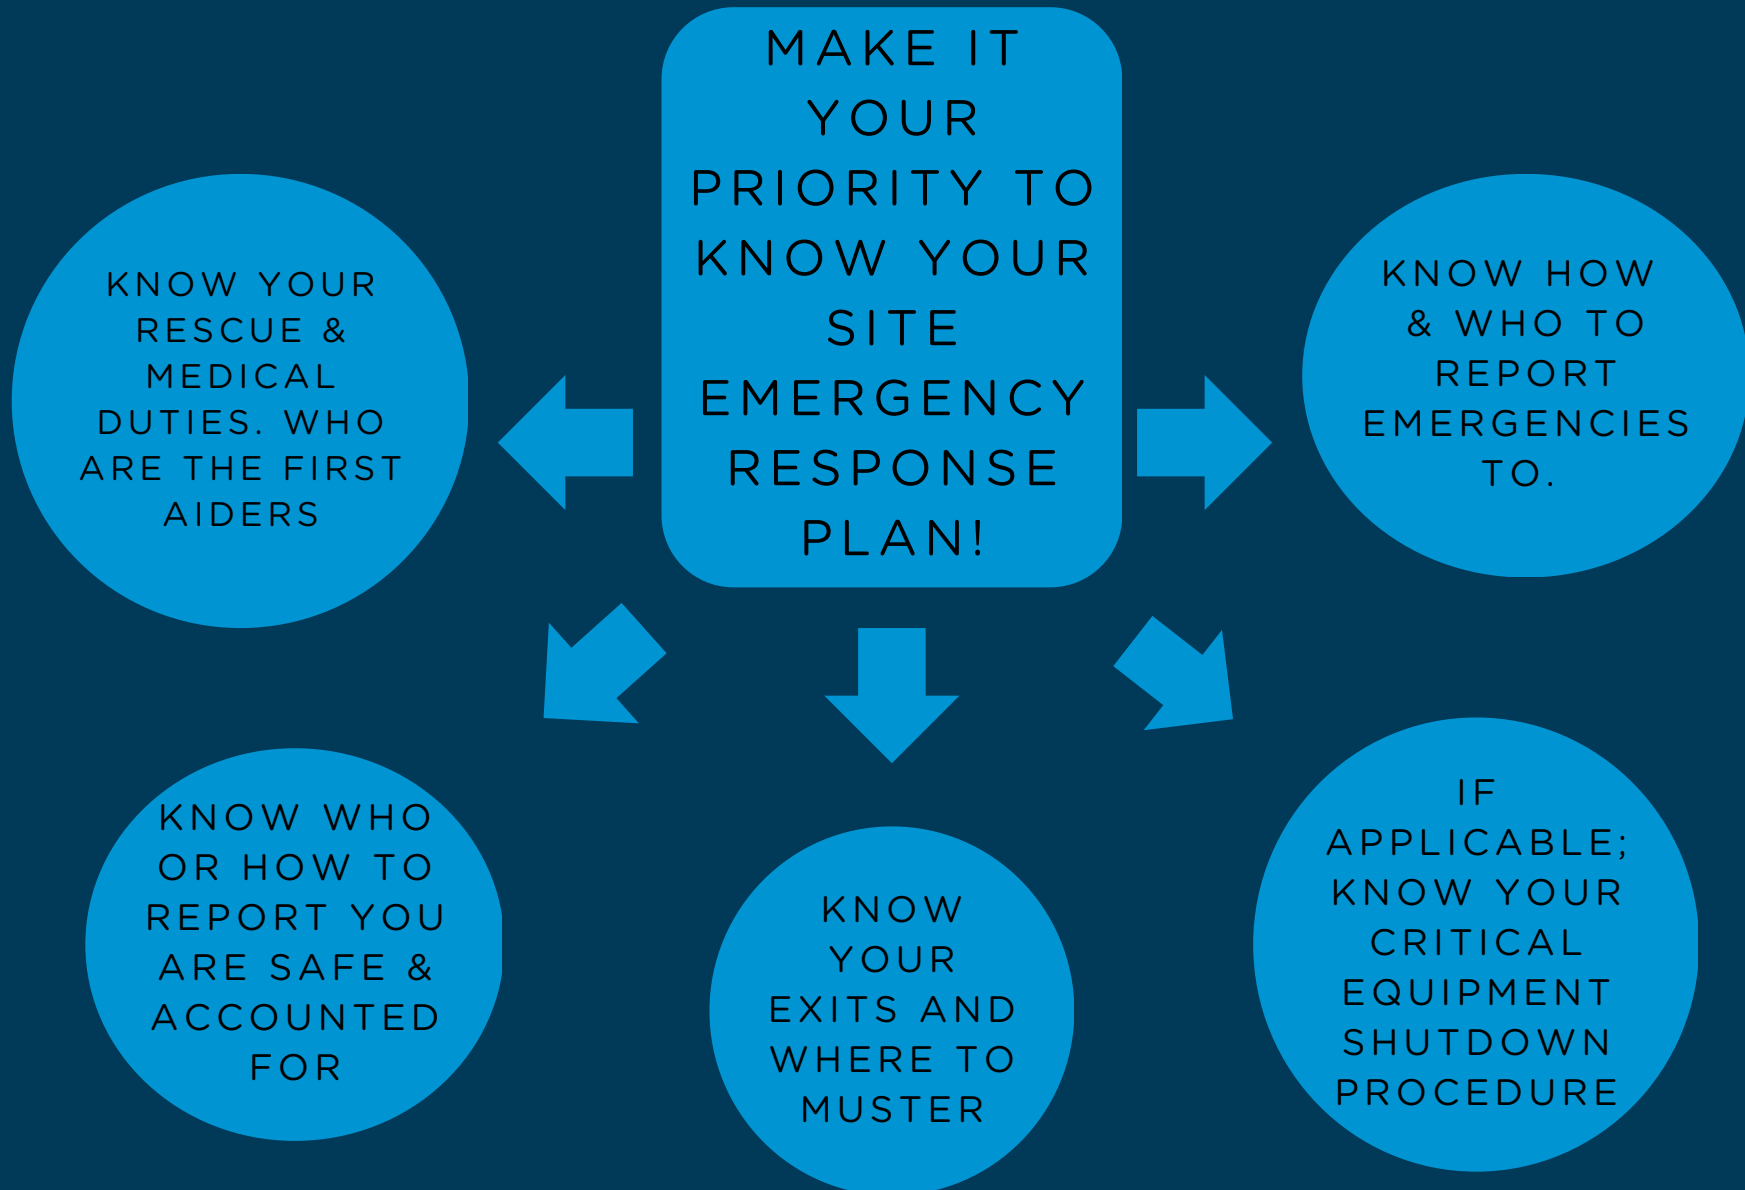 MAKE IT
YOUR
PRIORITY TO
KNOW YOUR
SITE
EMERGENCY
RESPONSE
PLAN!
KNOW YOUR
RESCUE &
MEDICAL
DUTIES. WHO
ARE THE FIRST
AIDERS
KNOW HOW
& WHO TO
REPORT
EMERGENCIES
TO.
KNOW WHO
OR HOW TO
REPORT YOU
ARE SAFE &
ACCOUNTED
FOR
KNOW
YOUR
EXITS AND
WHERE TO
MUSTER
IF
APPLICABLE;
KNOW YOUR
CRITICAL
EQUIPMENT
SHUTDOWN
PROCEDURE